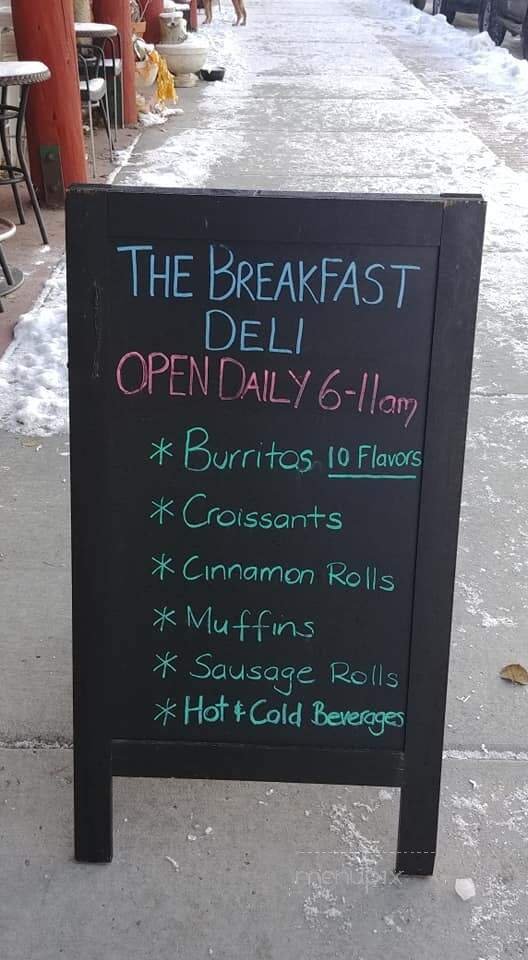 THE BREAKFAST
DELI
OPEN DAILY 6-11am
* Burritos 10 Flavors
* Croissants
* Cinnamon Rolls
* Muffins
* Sausage Rolls
* Hot & Cold Beverages
menupix